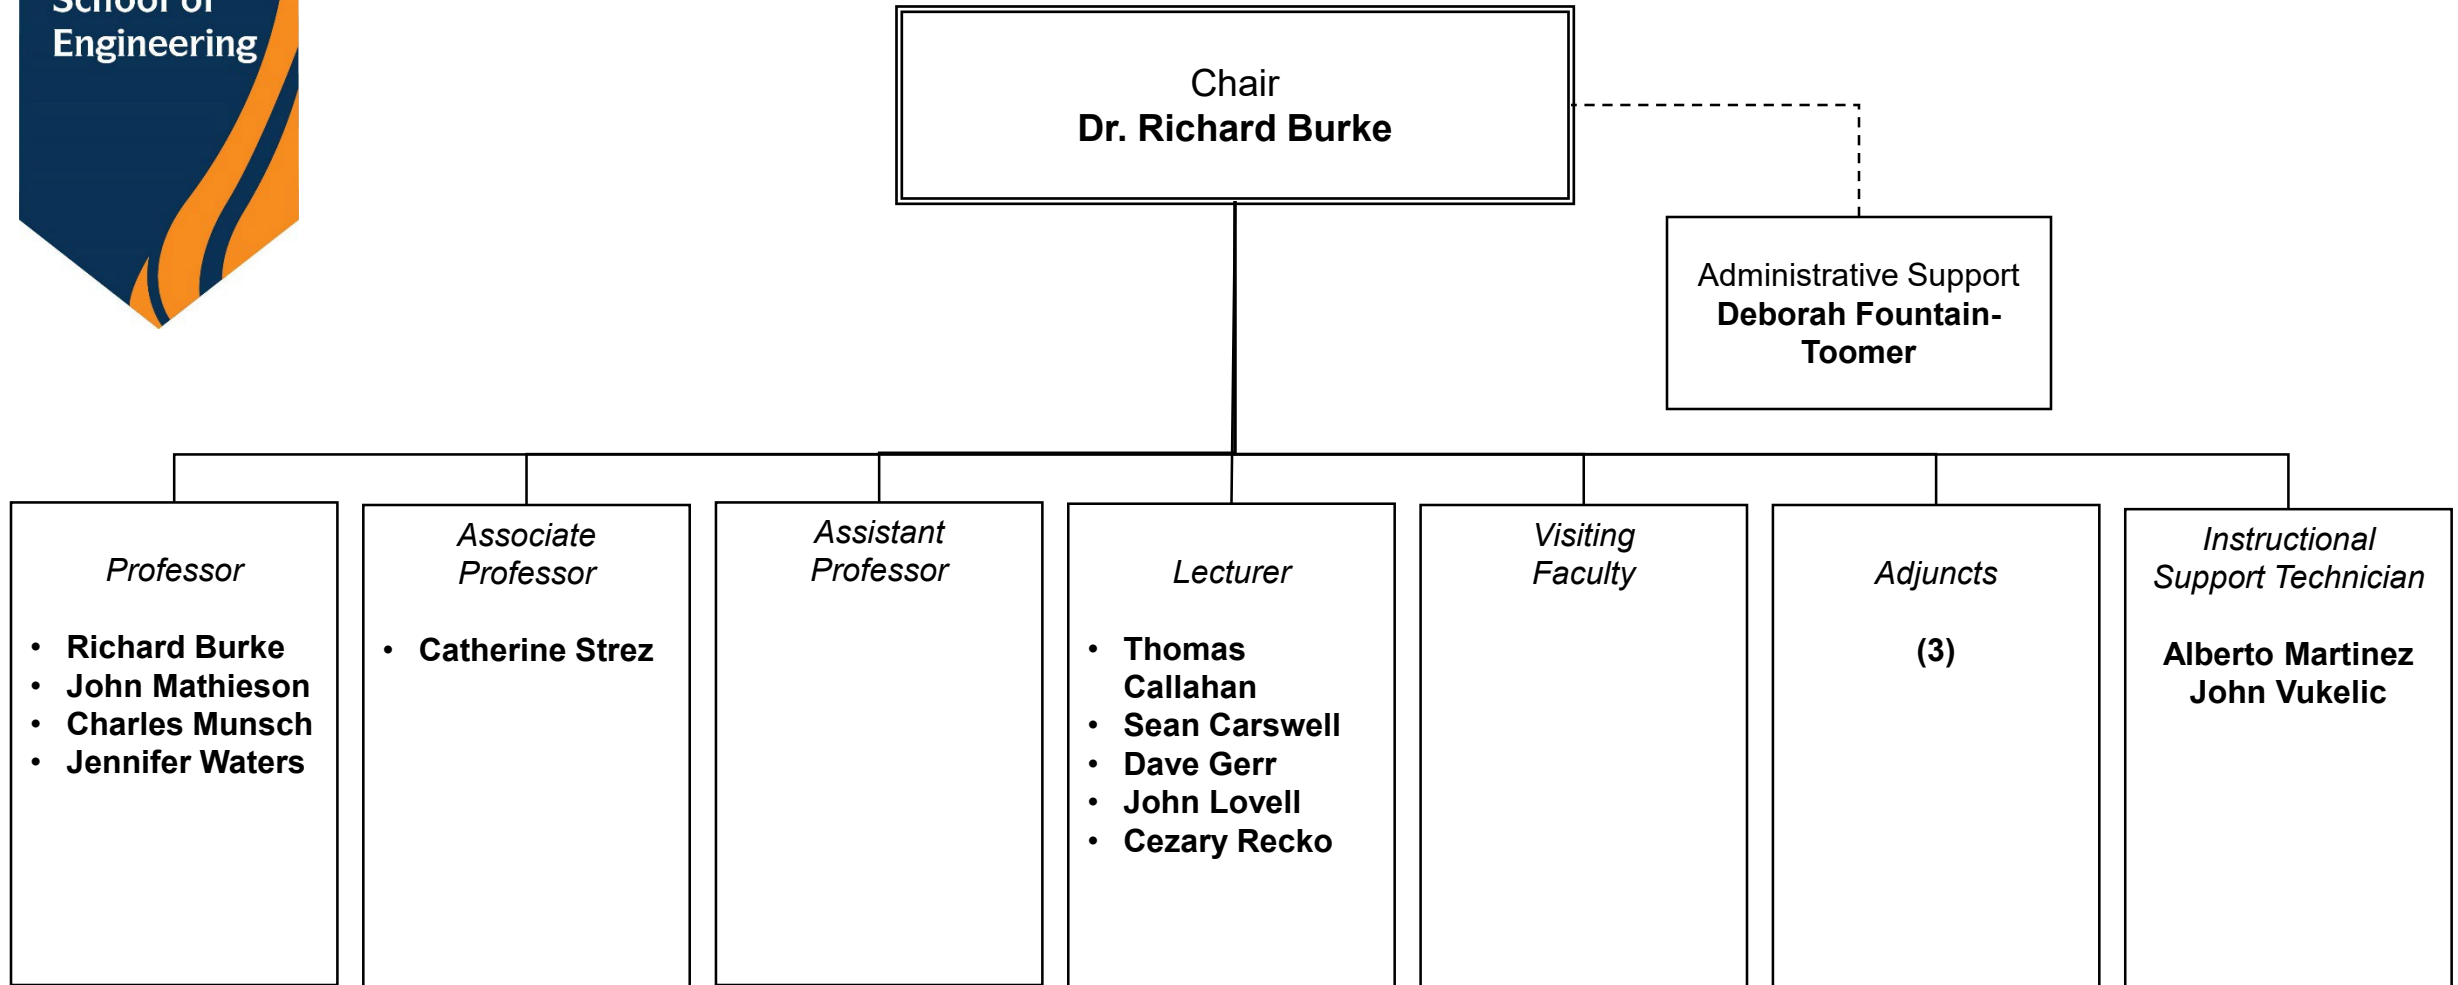 School of
Engineering
Chair
Dr. Richard Burke
Administrative Support
Deborah Fountain-
Toomer
Professor
• Richard Burke
• John Mathieson
• Charles Munsch
• Jennifer Waters
Associate
Professor
• Catherine Strez
Assistant
Professor
Lecturer
• Thomas
Callahan
• Sean Carswell
• Dave Gerr
• John Lovell
• Cezary Recko
Visiting
Faculty
Adjuncts
(3)
Instructional
Support Technician
Alberto Martinez
John Vukelic